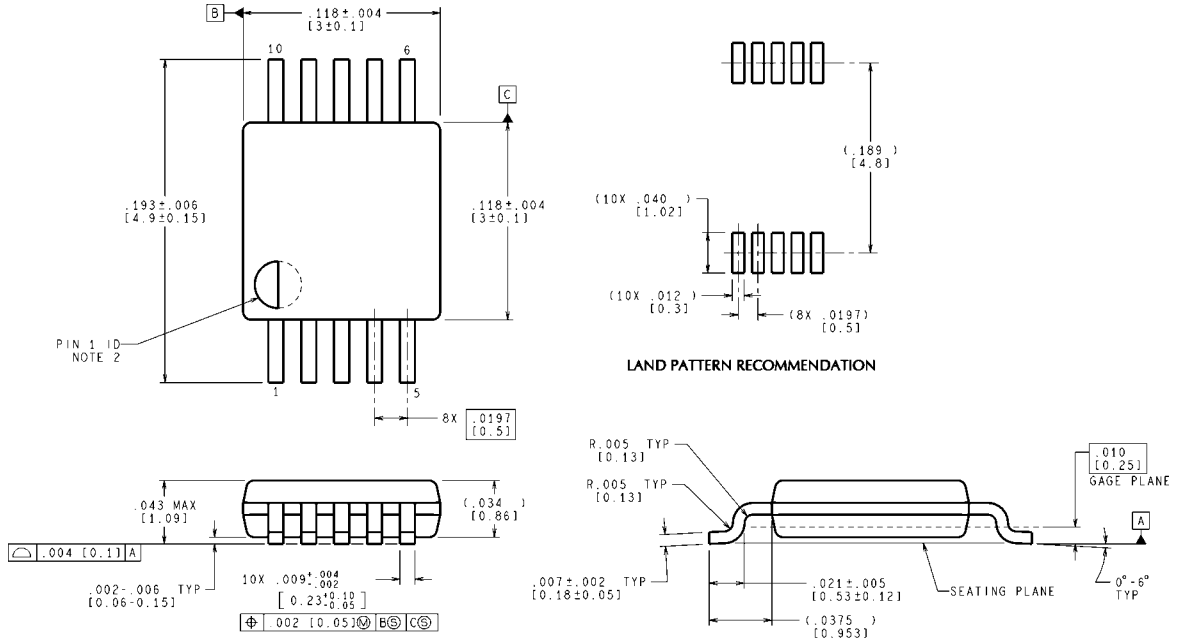 B
.118±.004
[3±0.1]
10
6
C
.193±.006
[4.9±0.15]
.118±.004
[3±0.1]
PIN 1 ID
NOTE 2
1
5
8X .0197
[0.5]
(.189 )
[4.8]
(10X .040 )
[1.02]
(10X .012 )
[0.3]
(8X .0197)
[0.5]
LAND PATTERN RECOMMENDATION
.043 MAX
[1.09]
(.034 )
[0.86]
⌓ .004 [0.1] A
.002-.006 TYP
[0.06-0.15]
10X .009 +.004 -.002
[ 0.23 +0.10 -0.05 ]
⌖ .002 [0.05] Ⓜ B Ⓢ C Ⓢ
R.005 TYP
[0.13]
R.005 TYP
[0.13]
.010
[0.25]
GAGE PLANE
A
.007±.002 TYP
[0.18±0.05]
.021±.005
[0.53±0.12]
SEATING PLANE
0°-6°
TYP
(.0375 )
[0.953]